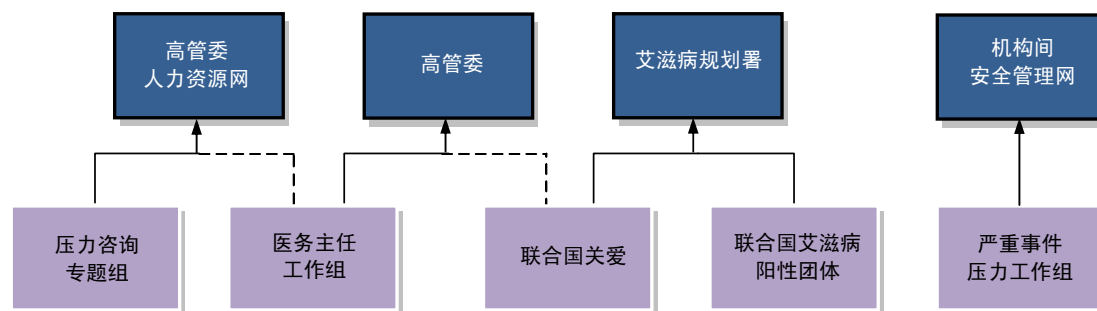 高管委
人力资源网
高管委
艾滋病规划署
机构间
安全管理网
压力咨询
专题组
医务主任
工作组
联合国关爱
联合国艾滋病
阳性团体
严重事件
压力工作组